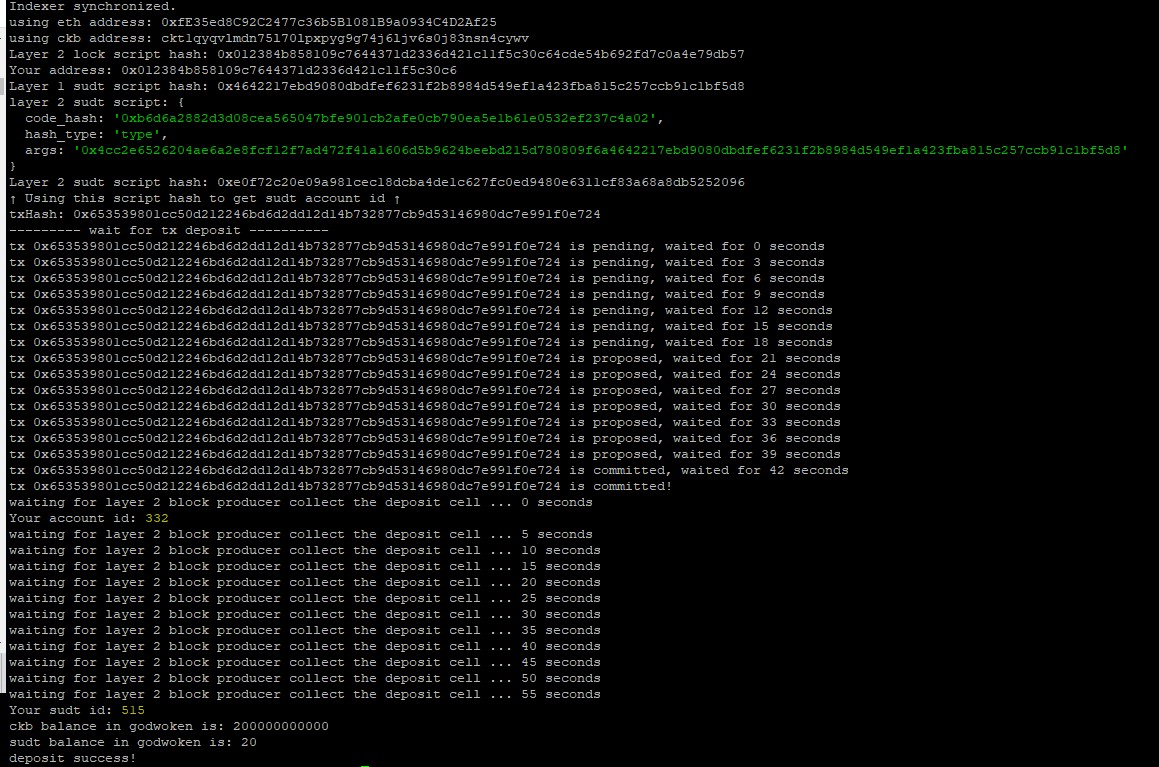 Indexer synchronized.
using eth address: 0xfE35ed8C92C2477c36b5B1081B9a0934C4D2Af25
using ckb address: ckt1qyqvlmdn75l70lpxpyg9g74j6ljv6s0j83nsn4cywv
Layer 2 lock script hash: 0x012384b858109c7644371d2336d421c11f5c30c64cde54b692fd7c0a4e79db57
Your address: 0x012384b858109c7644371d2336d421c11f5c30c6
Layer 1 sudt script hash: 0x4642217ebd9080dbdfef6231f2b8984d549ef1a423fba815c257ccb91c1bf5d8
layer 2 sudt script: {
  code_hash: '0xb6d6a2882d3d08cea565047bfe901cb2afe0cb790ea5e1b61e0532ef237c4a02',
  hash_type: 'type',
  args: '0x4cc2e6526204ae6a2e8fcf12f7ad472f41a1606d5b9624beebd215d780809f6a4642217ebd9080dbdfef6231f2b8984d549ef1a423fba815c257ccb91c1bf5d8'
}
Layer 2 sudt script hash: 0xe0f72c20e09a981cec18dcba4de1c627fc0ed9480e6311cf83a68a8db5252096
↑ Using this script hash to get sudt account id ↑
txHash: 0x653539801cc50d212246bd6d2dd12d14b732877cb9d53146980dc7e991f0e724
--------- wait for tx deposit ----------
tx 0x653539801cc50d212246bd6d2dd12d14b732877cb9d53146980dc7e991f0e724 is pending, waited for 0 seconds
tx 0x653539801cc50d212246bd6d2dd12d14b732877cb9d53146980dc7e991f0e724 is pending, waited for 3 seconds
tx 0x653539801cc50d212246bd6d2dd12d14b732877cb9d53146980dc7e991f0e724 is pending, waited for 6 seconds
tx 0x653539801cc50d212246bd6d2dd12d14b732877cb9d53146980dc7e991f0e724 is pending, waited for 9 seconds
tx 0x653539801cc50d212246bd6d2dd12d14b732877cb9d53146980dc7e991f0e724 is pending, waited for 12 seconds
tx 0x653539801cc50d212246bd6d2dd12d14b732877cb9d53146980dc7e991f0e724 is pending, waited for 15 seconds
tx 0x653539801cc50d212246bd6d2dd12d14b732877cb9d53146980dc7e991f0e724 is pending, waited for 18 seconds
tx 0x653539801cc50d212246bd6d2dd12d14b732877cb9d53146980dc7e991f0e724 is proposed, waited for 21 seconds
tx 0x653539801cc50d212246bd6d2dd12d14b732877cb9d53146980dc7e991f0e724 is proposed, waited for 24 seconds
tx 0x653539801cc50d212246bd6d2dd12d14b732877cb9d53146980dc7e991f0e724 is proposed, waited for 27 seconds
tx 0x653539801cc50d212246bd6d2dd12d14b732877cb9d53146980dc7e991f0e724 is proposed, waited for 30 seconds
tx 0x653539801cc50d212246bd6d2dd12d14b732877cb9d53146980dc7e991f0e724 is proposed, waited for 33 seconds
tx 0x653539801cc50d212246bd6d2dd12d14b732877cb9d53146980dc7e991f0e724 is proposed, waited for 36 seconds
tx 0x653539801cc50d212246bd6d2dd12d14b732877cb9d53146980dc7e991f0e724 is proposed, waited for 39 seconds
tx 0x653539801cc50d212246bd6d2dd12d14b732877cb9d53146980dc7e991f0e724 is committed, waited for 42 seconds
tx 0x653539801cc50d212246bd6d2dd12d14b732877cb9d53146980dc7e991f0e724 is committed!
waiting for layer 2 block producer collect the deposit cell ... 0 seconds
Your account id: 332
waiting for layer 2 block producer collect the deposit cell ... 5 seconds
waiting for layer 2 block producer collect the deposit cell ... 10 seconds
waiting for layer 2 block producer collect the deposit cell ... 15 seconds
waiting for layer 2 block producer collect the deposit cell ... 20 seconds
waiting for layer 2 block producer collect the deposit cell ... 25 seconds
waiting for layer 2 block producer collect the deposit cell ... 30 seconds
waiting for layer 2 block producer collect the deposit cell ... 35 seconds
waiting for layer 2 block producer collect the deposit cell ... 40 seconds
waiting for layer 2 block producer collect the deposit cell ... 45 seconds
waiting for layer 2 block producer collect the deposit cell ... 50 seconds
waiting for layer 2 block producer collect the deposit cell ... 55 seconds
Your sudt id: 515
ckb balance in godwoken is: 200000000000
sudt balance in godwoken is: 20
deposit success!